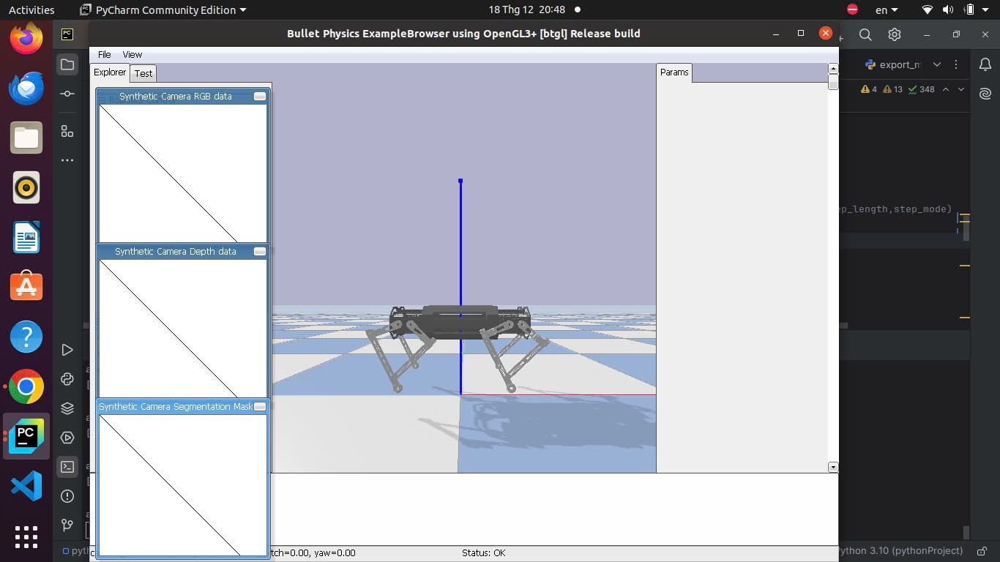 Activities
PyCharm Community Edition
18 Thg 12 20:48
en
PC
Bullet Physics ExampleBrowser using OpenGL3+ [btgl] Release build
File View
Explorer Test
Params
export_m
4 13 348
Synthetic Camera RGB data
ep_length,step_mode)
Synthetic Camera Depth data
Synthetic Camera Segmentation Mask
PC
tch=0.00, yaw=0.00
Status: OK
ython 3.10 (pythonProject)